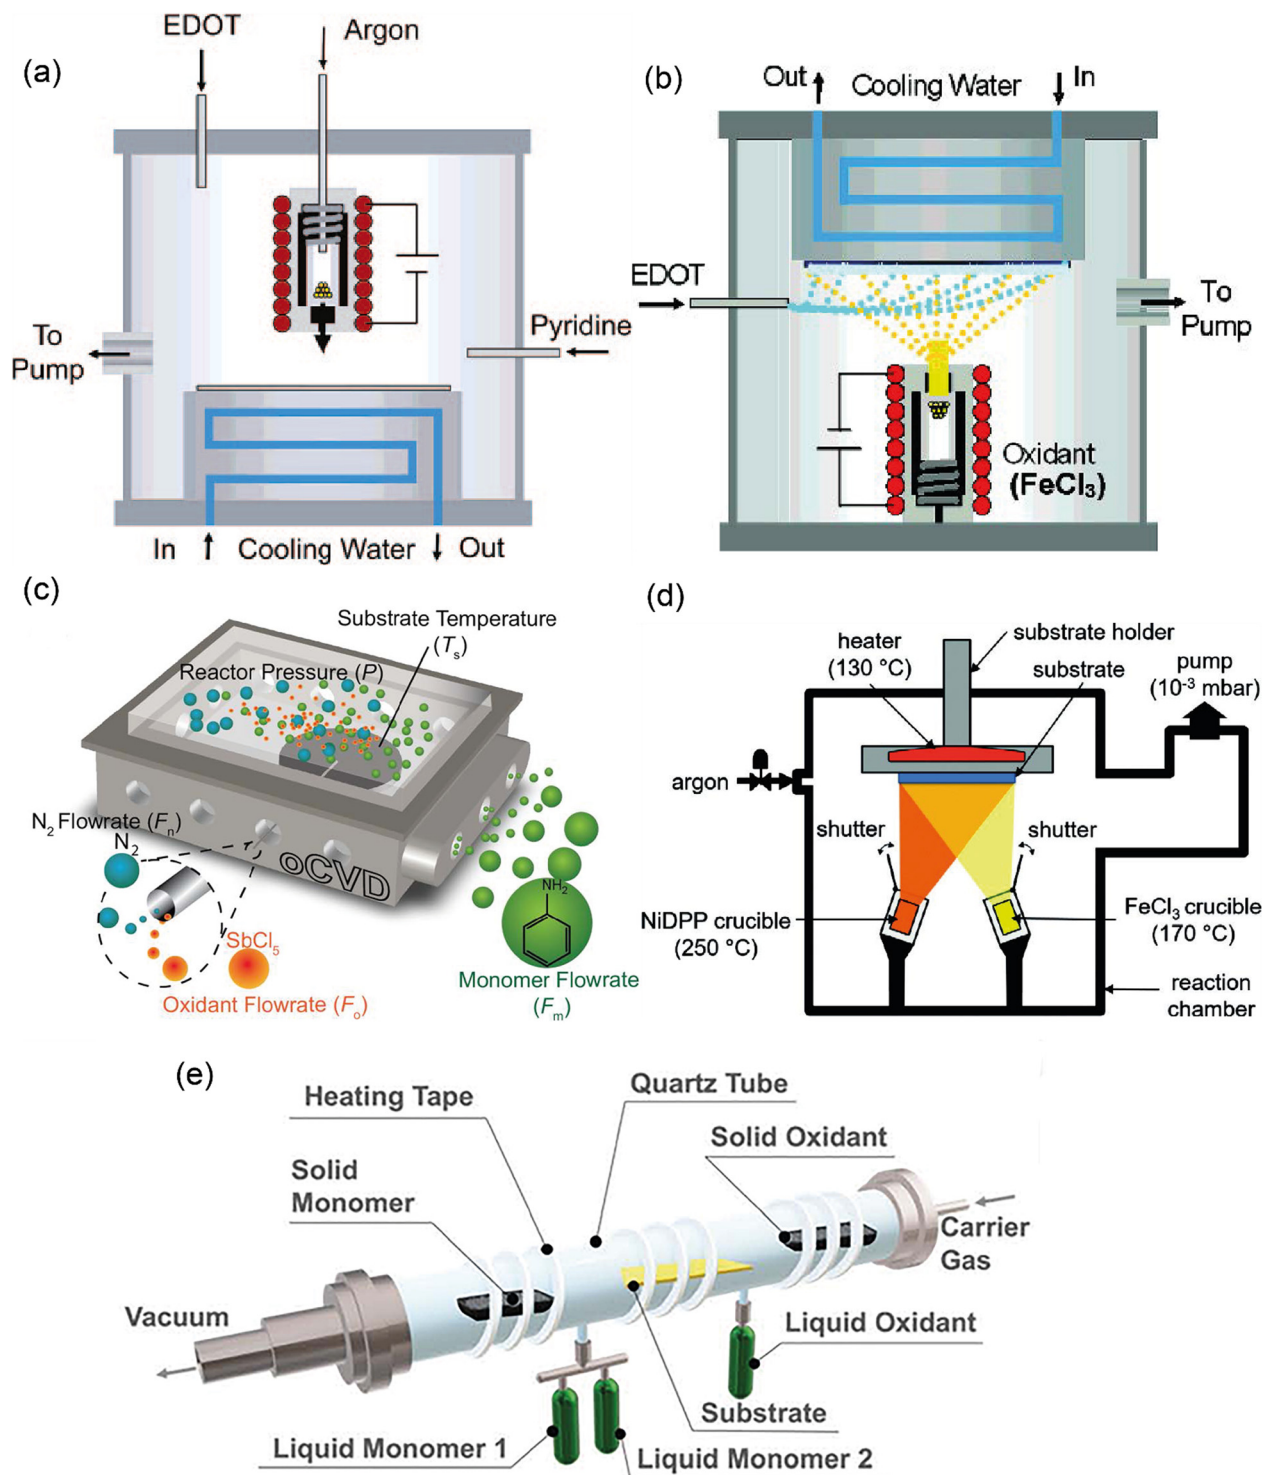 (a)
EDOT
Argon
To
Pump
Pyridine
In
Cooling Water
Out
(b)
Out
Cooling Water
In
EDOT
To
Pump
Oxidant
(FeCl₃)
(c)
Substrate Temperature
(Tₛ)
Reactor Pressure (P)
N₂ Flowrate (Fₙ)
N₂
oCVD
NH₂
SbCl₅
Oxidant Flowrate (Fₒ)
Monomer Flowrate
(Fₘ)
(d)
heater
(130 °C)
substrate holder
substrate
pump
(10⁻³ mbar)
argon
shutter
shutter
NiDPP crucible
(250 °C)
FeCl₃ crucible
(170 °C)
reaction
chamber
(e)
Heating Tape
Quartz Tube
Solid Oxidant
Solid
Monomer
Carrier
Gas
Vacuum
Liquid Oxidant
Substrate
Liquid Monomer 1
Liquid Monomer 2